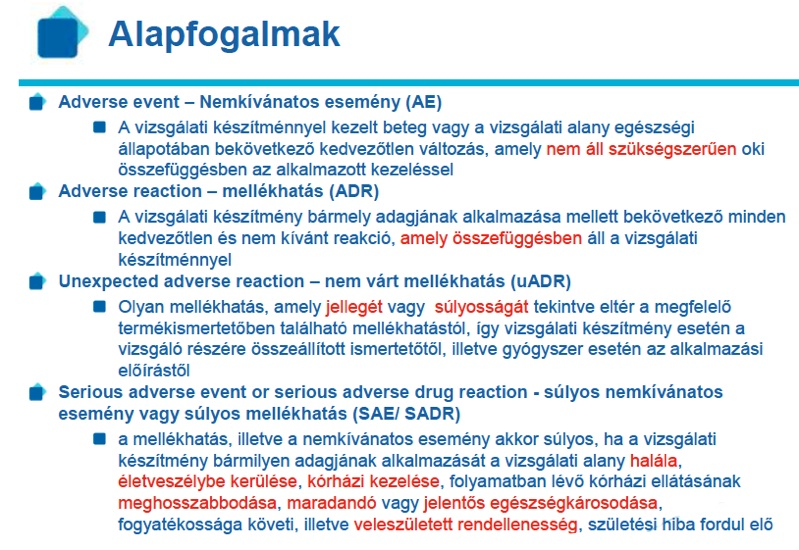 Alapfogalmak
Adverse event – Nemkívánatos esemény (AE)
A vizsgálati készítménnyel kezelt beteg vagy a vizsgálati alany egészségi
állapotában bekövetkező kedvezőtlen változás, amely nem áll szükségszerűen oki
összefüggésben az alkalmazott kezeléssel
Adverse reaction – mellékhatás (ADR)
A vizsgálati készítmény bármely adagjának alkalmazása mellett bekövetkező minden
kedvezőtlen és nem kívánt reakció, amely összefüggésben áll a vizsgálati
készítménnyel
Unexpected adverse reaction – nem várt mellékhatás (uADR)
Olyan mellékhatás, amely jellegét vagy súlyosságát tekintve eltér a megfelelő
termékismertetőben található mellékhatástól, így vizsgálati készítmény esetén a
vizsgáló részére összeállított ismertetőtől, illetve gyógyszer esetén az alkalmazási
előírástől
Serious adverse event or serious adverse drug reaction - súlyos nemkívánatos
esemény vagy súlyos mellékhatás (SAE/ SADR)
a mellékhatás, illetve a nemkívánatos esemény akkor súlyos, ha a vizsgálati
készítmény bármilyen adagjának alkalmazását a vizsgálati alany halála,
életveszélybe kerülése, kórházi kezelése, folyamatban lévő kórházi ellátásának
meghosszabbodása, maradandó vagy jelentős egészségkárosodása,
fogyatékossága követi, illetve veleszületett rendellenesség, születési hiba fordul elő